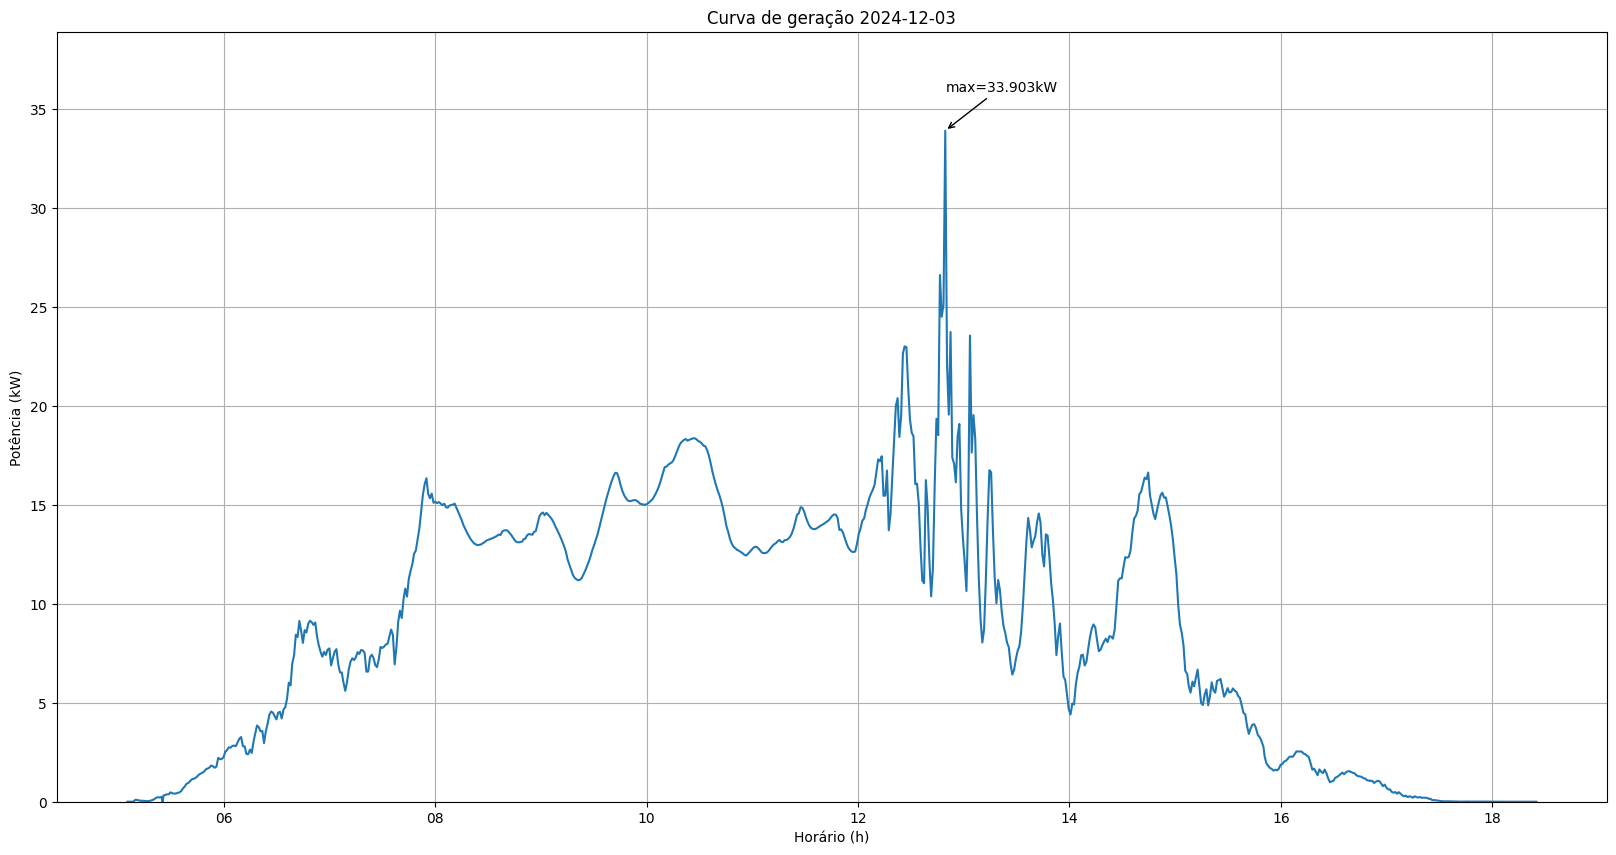 Curva de geração 2024-12-03
max=33.903kW
35
30
25
20
15
10
5
0
Potência (kW)
06 08 10 12 14 16 18
Horário (h)